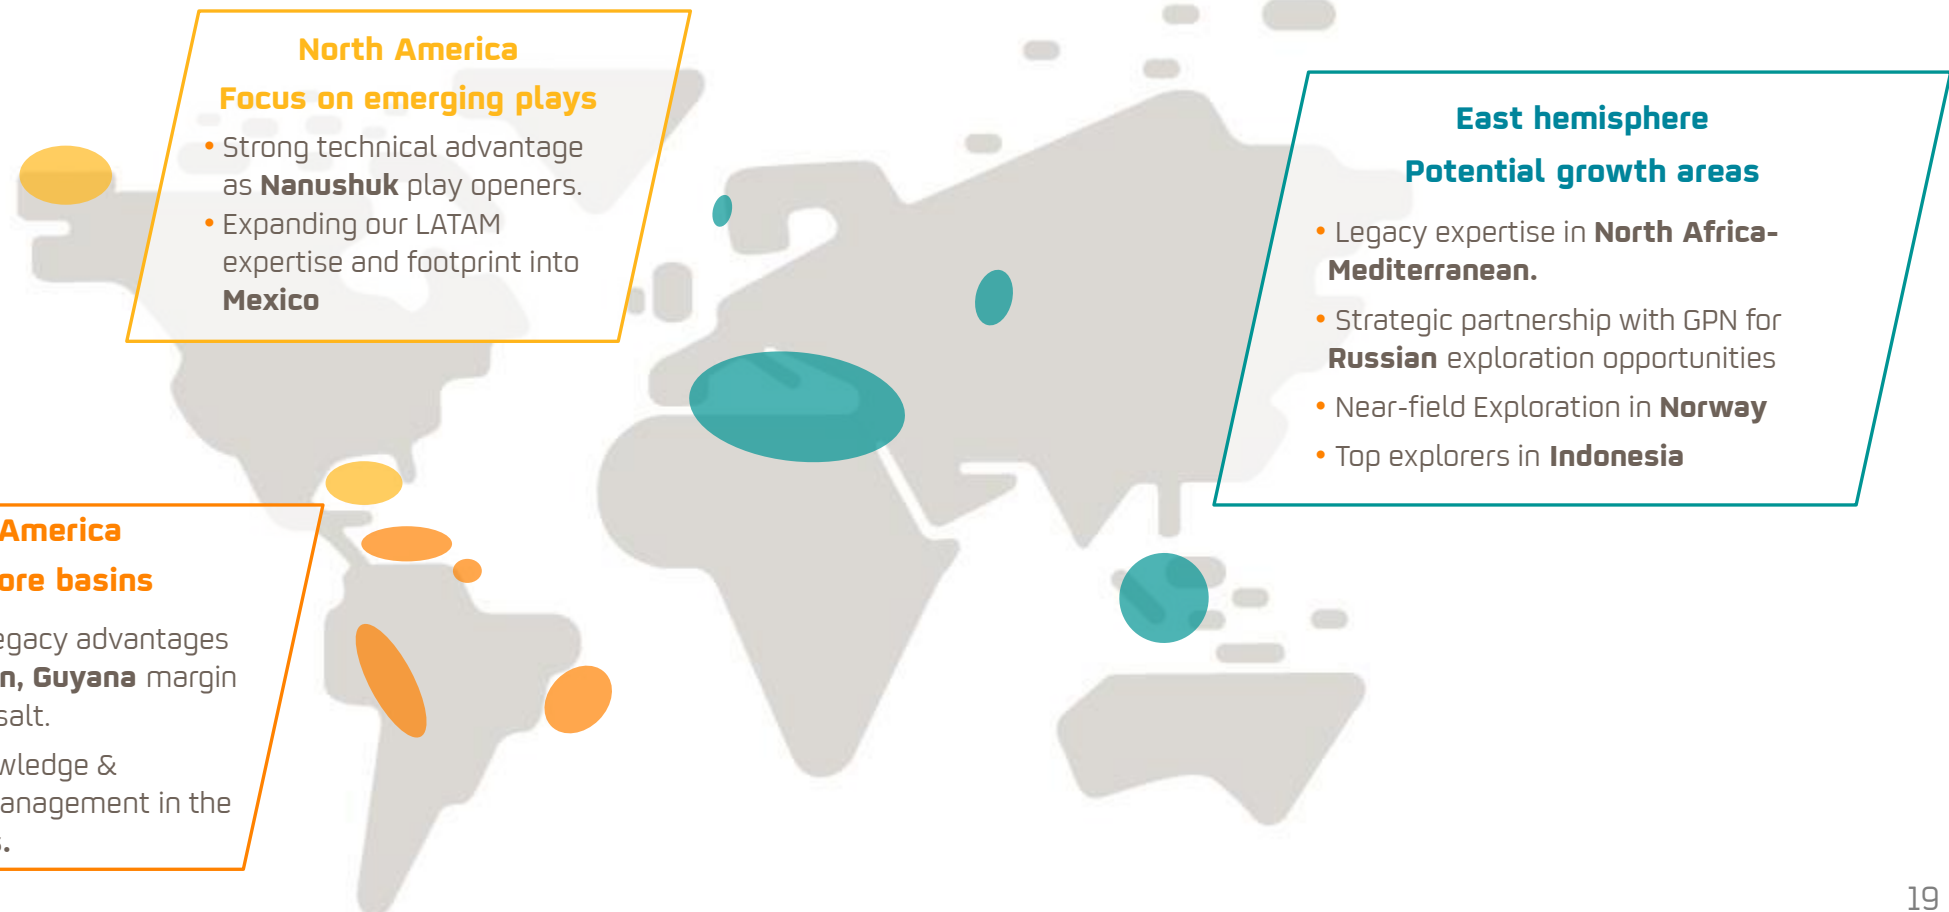 North America
Focus on emerging plays
• Strong technical advantage
as Nanushuk play openers.
• Expanding our LATAM
expertise and footprint into
Mexico
East hemisphere
Potential growth areas
• Legacy expertise in North Africa-
Mediterranean.
• Strategic partnership with GPN for
Russian exploration opportunities
• Near-field Exploration in Norway
• Top explorers in Indonesia
America
ore basins
egacy advantages
n, Guyana margin
salt.
wledge &
anagement in the
s.
19